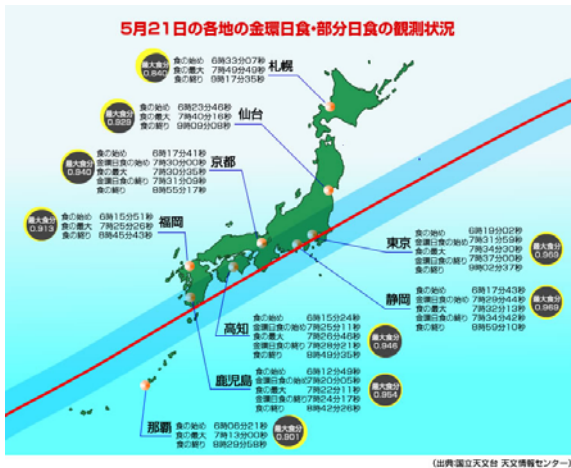 5月21日の各地の金環日食・部分日食の観測状況
最大食分
0.840
食の始め 6時33分07秒
食の最大 7時49分49秒
食の終り 9時17分35秒
札幌
最大食分
0.929
食の始め 6時23分46秒
食の最大 7時40分16秒
食の終り 9時09分08秒
仙台
最大食分
0.940
食の始め 6時17分41秒
金環日食の始め 7時30分00秒
食の最大 7時30分35秒
金環日食の終り 7時31分09秒
食の終り 8時55分17秒
京都
最大食分
0.913
食の始め 6時15分51秒
食の最大 7時25分26秒
食の終り 8時45分43秒
福岡
東京
食の始め 6時19分02秒
金環日食の始め 7時31分59秒
食の最大 7時34分30秒
金環日食の終り 7時37分00秒
食の終り 9時02分37秒
最大食分
0.969
静岡
食の始め 6時17分43秒
金環日食の始め 7時29分44秒
食の最大 7時32分13秒
金環日食の終り 7時34分42秒
食の終り 8時59分10秒
最大食分
0.969
高知
食の始め 6時15分24秒
金環日食の始め 7時25分11秒
食の最大 7時26分46秒
金環日食の終り 7時28分21秒
食の終り 8時49分35秒
最大食分
0.946
鹿児島
食の始め 6時12分49秒
金環日食の始め 7時20分05秒
食の最大 7時22分11秒
金環日食の終り 7時24分17秒
食の終り 8時42分26秒
最大食分
0.954
那覇
食の始め 6時06分21秒
食の最大 7時13分00秒
食の終り 8時29分58秒
最大食分
0.901
(出典:国立天文台 天文情報センター)